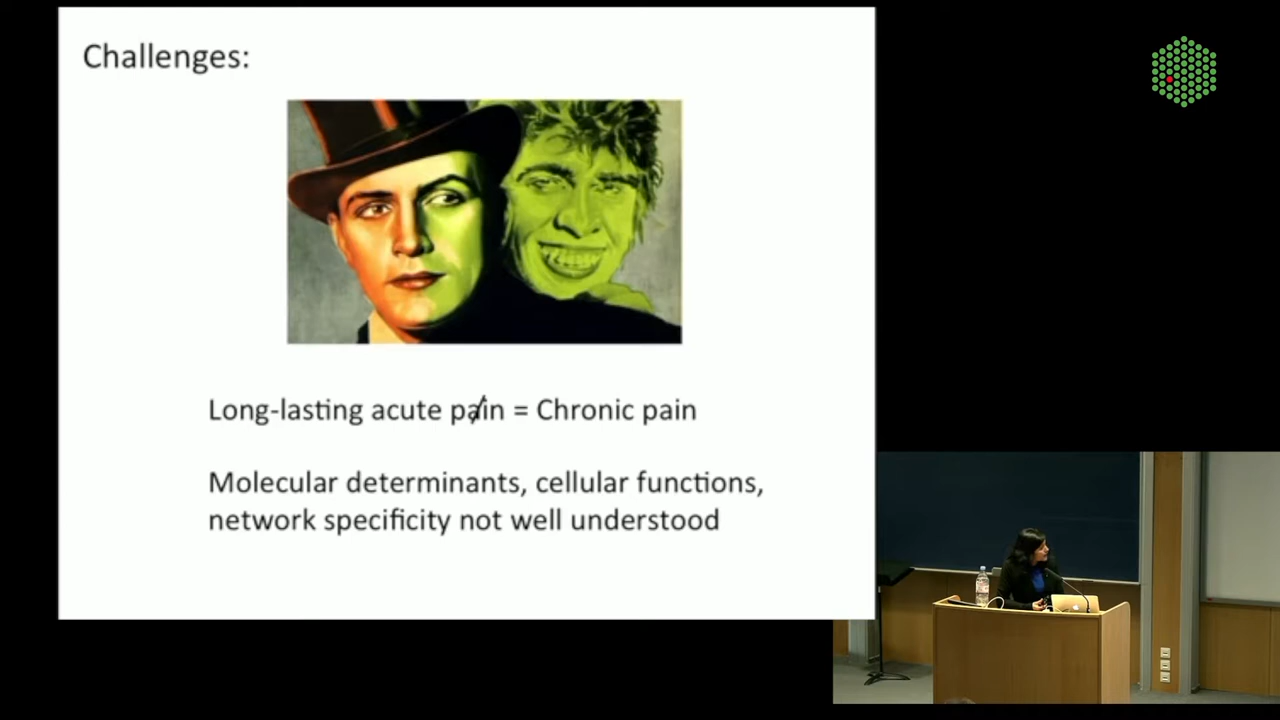 Challenges:
Long-lasting acute pain = Chronic pain
Molecular determinants, cellular functions,
network specificity not well understood